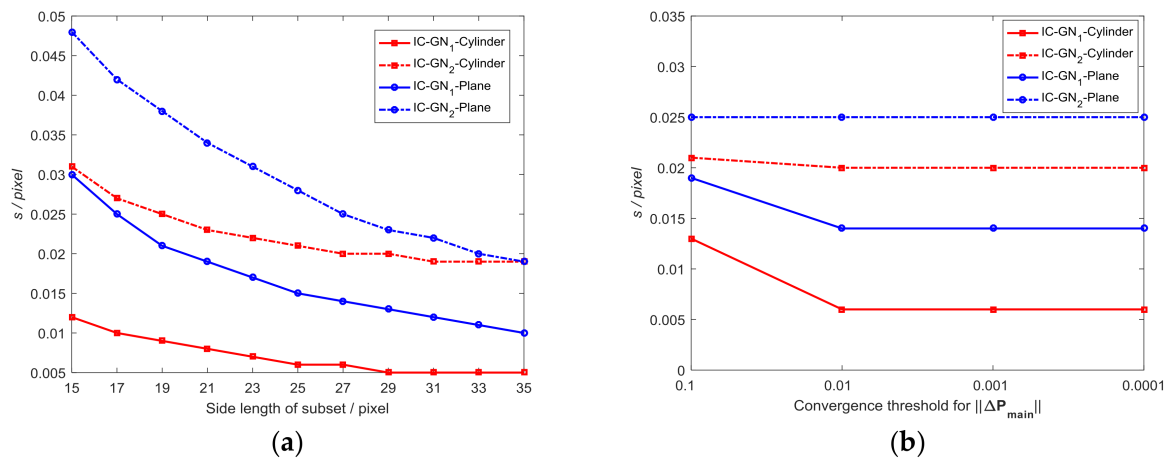 0.05
0.045
0.04
0.035
0.03
0.025
0.02
0.015
0.01
0.005
s / pixel
15 17 19 21 23 25 27 29 31 33 35
Side length of subset / pixel
IC-GN1-Cylinder
IC-GN2-Cylinder
IC-GN1-Plane
IC-GN2-Plane
(a)
0.035
0.03
0.025
0.02
0.015
0.01
0.005
0
s / pixel
0.1 0.01 0.001 0.0001
Convergence threshold for ||ΔPmain||
IC-GN1-Cylinder
IC-GN2-Cylinder
IC-GN1-Plane
IC-GN2-Plane
(b)